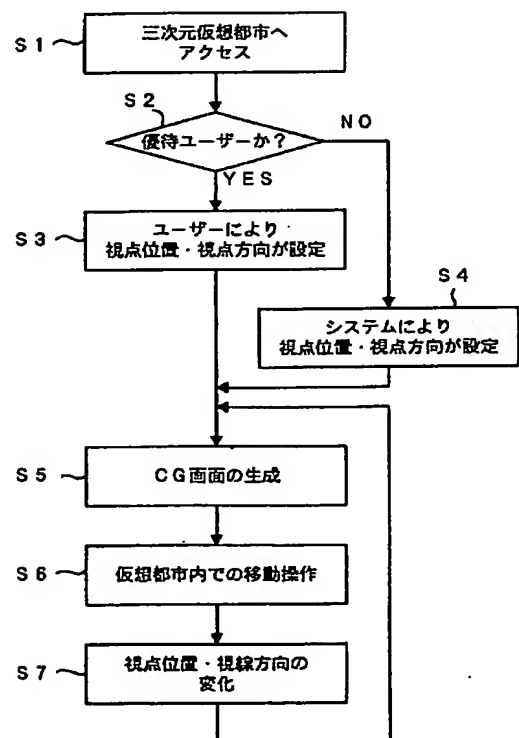 S1
三次元仮想都市へ
アクセス
S2
優待ユーザーか？
NO
YES
S3
ユーザーにより
視点位置・視点方向が設定
S4
システムにより
視点位置・視点方向が設定
S5
CG画面の生成
S6
仮想都市内での移動操作
S7
視点位置・視線方向の
変化